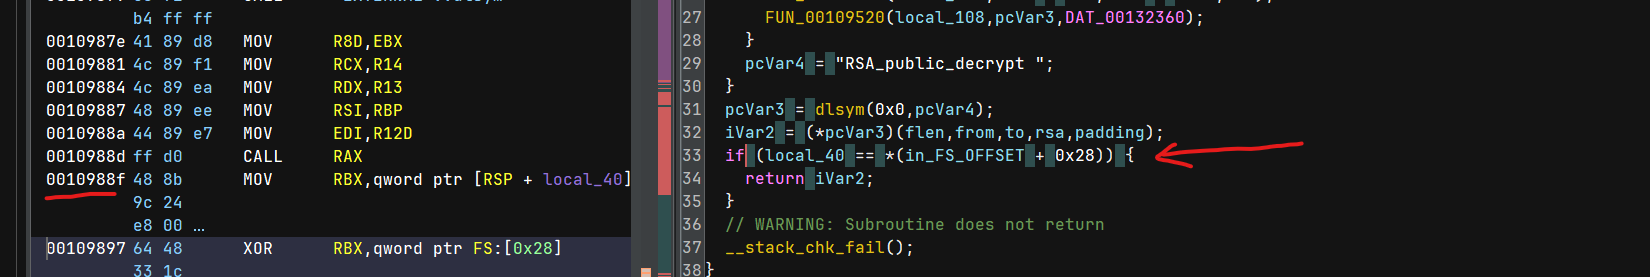 b4 ff ff
0010987e 41 89 d8 MOV R8D,EBX
00109881 4c 89 f1 MOV RCX,R14
00109884 4c 89 ea MOV RDX,R13
00109887 48 89 ee MOV RSI,RBP
0010988a 44 89 e7 MOV EDI,R12D
0010988d ff d0 CALL RAX
0010988f 48 8b MOV RBX,qword ptr [RSP + local_40]
9c 24
e8 00 ...
00109897 64 48 XOR RBX,qword ptr FS:[0x28]
33 1c
27 FUN_00109520(local_108,pcVar3,DAT_00132360);
28 }
29 pcVar4 = "RSA_public_decrypt ";
30 }
31 pcVar3 = dlsym(0x0,pcVar4);
32 iVar2 = (*pcVar3)(flen,from,to,rsa,padding);
33 if (local_40 == *(in_FS_OFFSET + 0x28)) {
34 return iVar2;
35 }
36 // WARNING: Subroutine does not return
37 __stack_chk_fail();
38 }